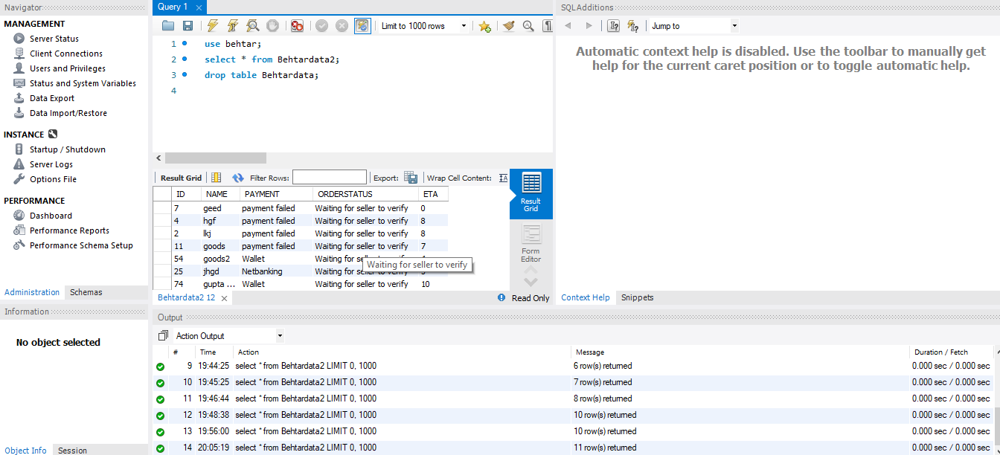 Navigator
MANAGEMENT
Server Status
Client Connections
Users and Privileges
Status and System Variables
Data Export
Data Import/Restore
INSTANCE
Startup / Shutdown
Server Logs
Options File
PERFORMANCE
Dashboard
Performance Reports
Performance Schema Setup
Administration Schemas
Information
No object selected
Object Info Session
Query 1
Limit to 1000 rows
1 use behtar;
2 select * from Behtardata2;
3 drop table Behtardata;
4
Result Grid Filter Rows: Export: Wrap Cell Content:
ID NAME PAYMENT ORDERSTATUS ETA
7 geed payment failed Waiting for seller to verify 0
4 hgf payment failed Waiting for seller to verify 8
2 lkj payment failed Waiting for seller to verify 8
11 goods payment failed Waiting for seller to verify 7
54 goods2 Wallet Waiting for seller to verify
25 jhgd Netbanking Waiting for seller to verify
74 gupta ... Wallet Waiting for seller to verify 10
Waiting for seller to verify
Result
Grid
Form
Editor
Behtardata2 12
Read Only
SQLAdditions
Jump to
Automatic context help is disabled. Use the toolbar to manually get
help for the current caret position or to toggle automatic help.
Context Help Snippets
Output
Action Output
# Time Action Message Duration / Fetch
9 19:44:25 select * from Behtardata2 LIMIT 0, 1000 6 row(s) returned 0.000 sec / 0.000 sec
10 19:45:25 select * from Behtardata2 LIMIT 0, 1000 7 row(s) returned 0.000 sec / 0.000 sec
11 19:46:44 select * from Behtardata2 LIMIT 0, 1000 8 row(s) returned 0.000 sec / 0.000 sec
12 19:48:38 select * from Behtardata2 LIMIT 0, 1000 10 row(s) returned 0.000 sec / 0.000 sec
13 19:56:00 select * from Behtardata2 LIMIT 0, 1000 10 row(s) returned 0.000 sec / 0.000 sec
14 20:05:19 select * from Behtardata2 LIMIT 0, 1000 11 row(s) returned 0.000 sec / 0.000 sec